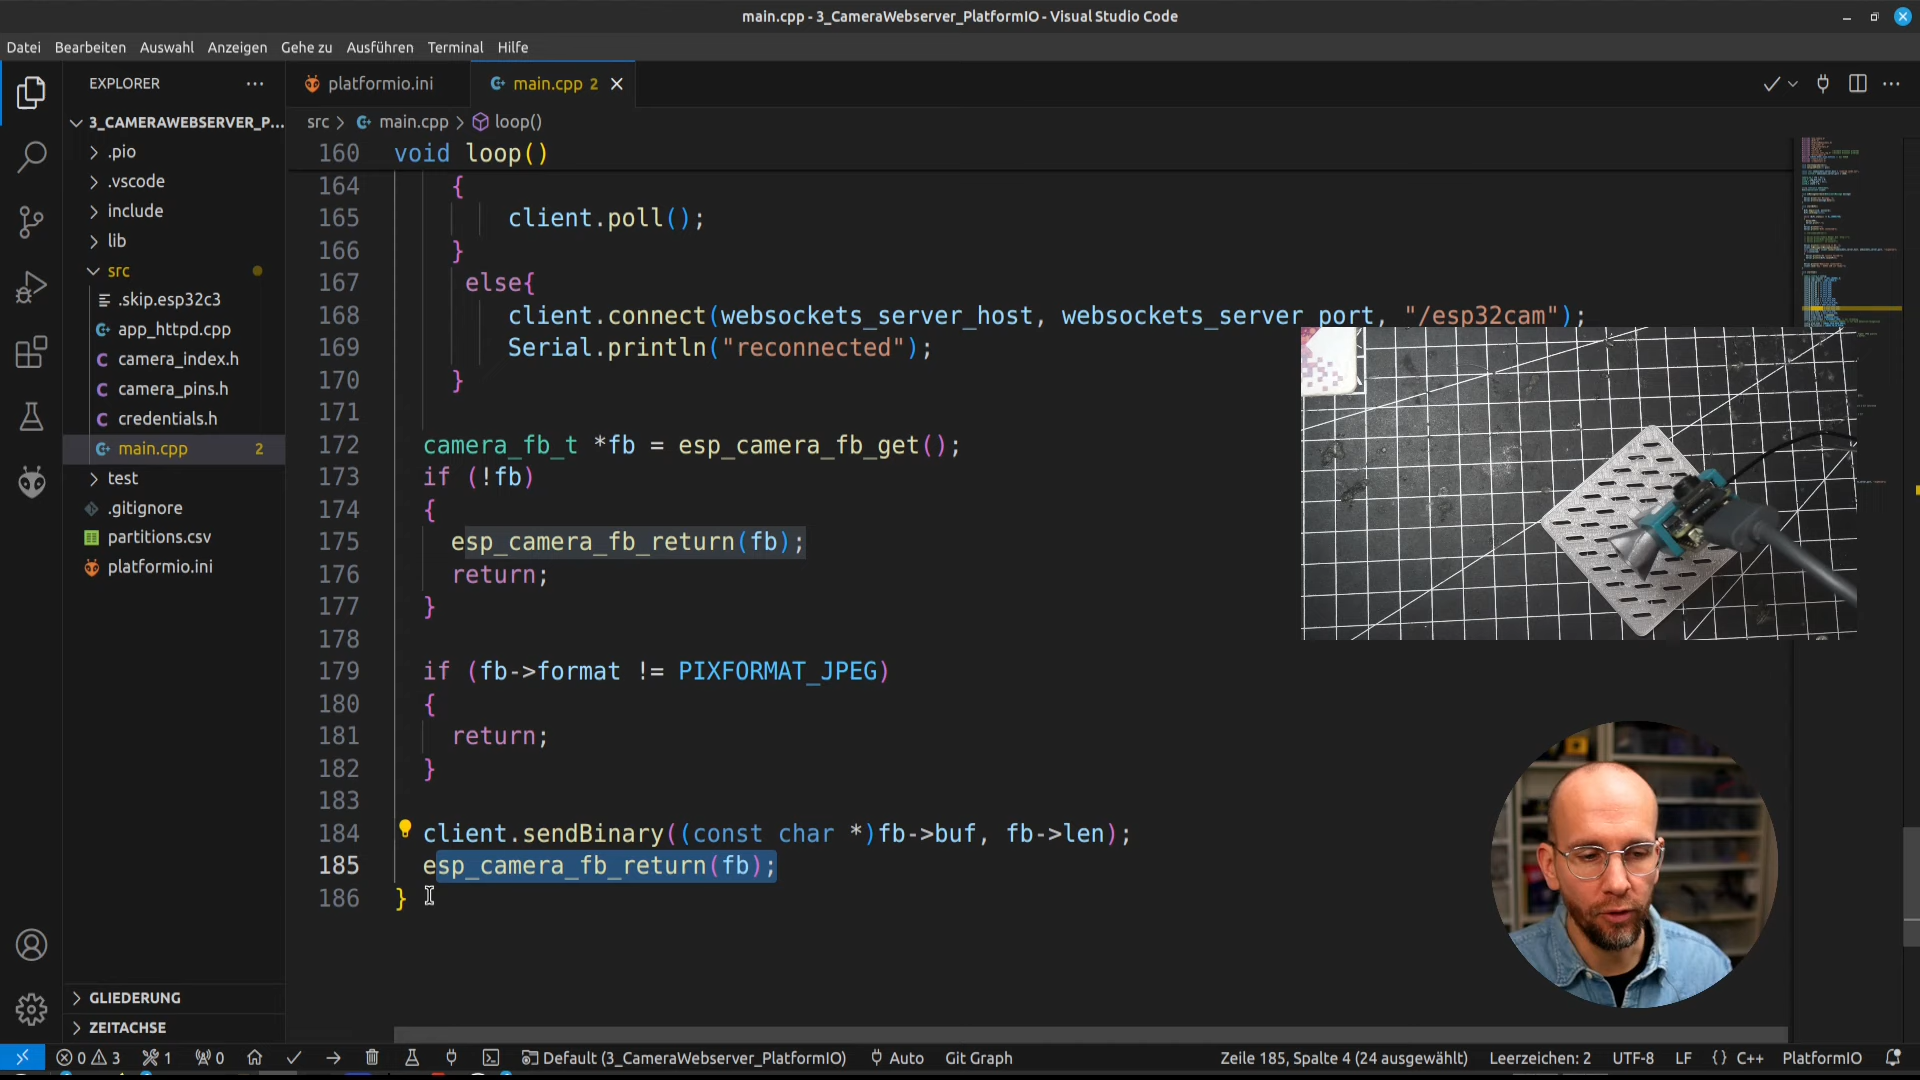 main.cpp - 3_CameraWebserver_PlatformIO - Visual Studio Code
Datei Bearbeiten Auswahl Anzeigen Gehe zu Ausführen Terminal Hilfe
EXPLORER
platformio.ini
main.cpp 2
3_CAMERAWEBSERVER_P...
.pio
.vscode
include
lib
src
.skip.esp32c3
app_httpd.cpp
camera_index.h
camera_pins.h
credentials.h
main.cpp 2
test
.gitignore
partitions.csv
platformio.ini
GLIEDERUNG
ZEITACHSE
src > main.cpp > loop()
160 void loop()
164 {
165 client.poll();
166 }
167 else{
168 client.connect(websockets_server_host, websockets_server_port, "/esp32cam");
169 Serial.println("reconnected");
170 }
171
172 camera_fb_t *fb = esp_camera_fb_get();
173 if (!fb)
174 {
175 esp_camera_fb_return(fb);
176 return;
177 }
178
179 if (fb->format != PIXFORMAT_JPEG)
180 {
181 return;
182 }
183
184 client.sendBinary((const char *)fb->buf, fb->len);
185 esp_camera_fb_return(fb);
186 }
0 3 1 0 Default (3_CameraWebserver_PlatformIO) Auto Git Graph Zeile 185, Spalte 4 (24 ausgewählt) Leerzeichen: 2 UTF-8 LF {} C++ PlatformIO